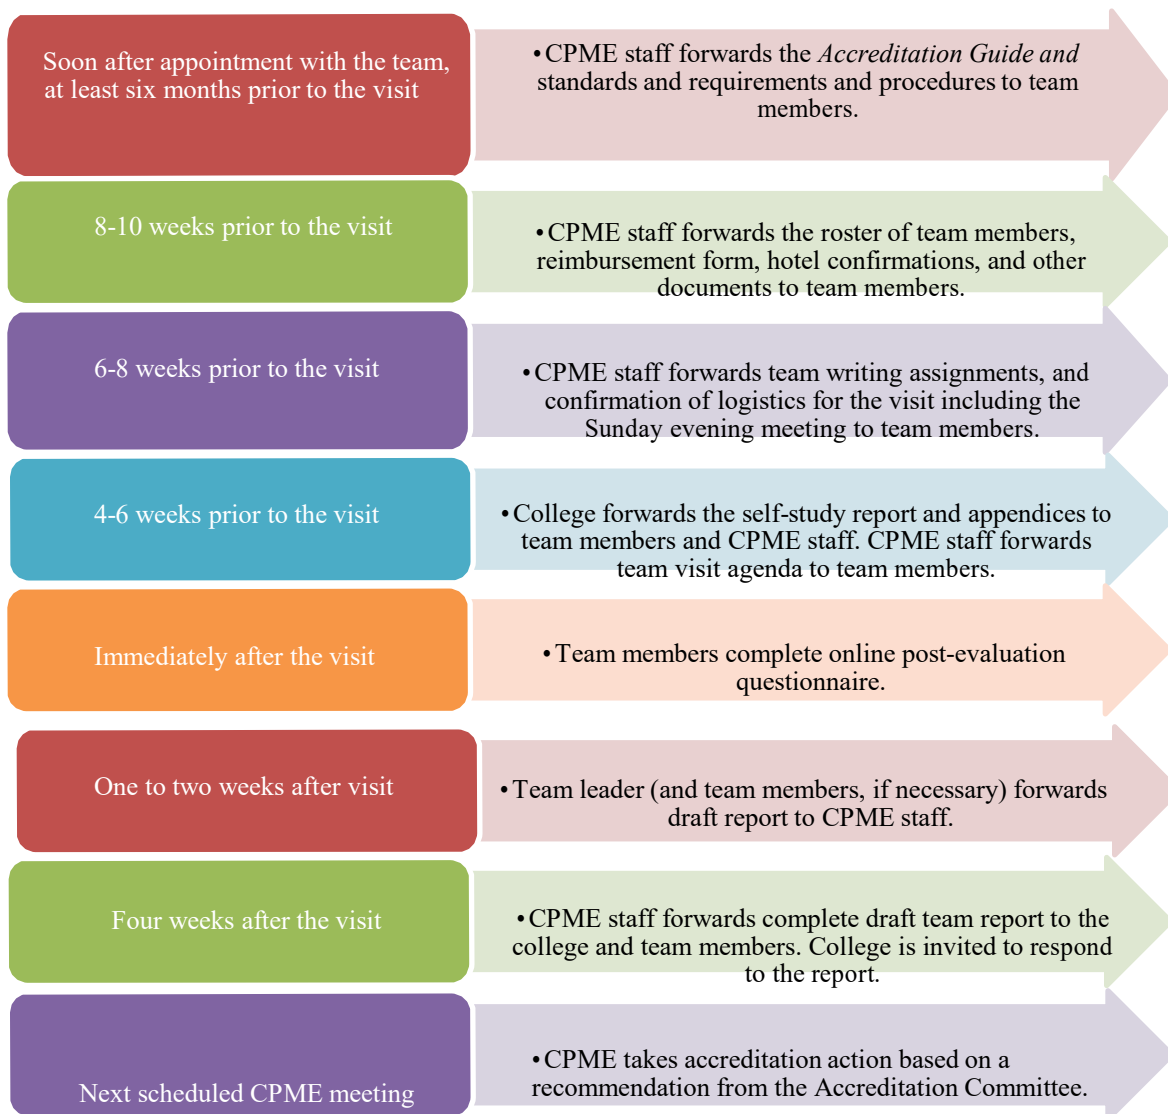 Soon after appointment with the team,
at least six months prior to the visit
• CPME staff forwards the Accreditation Guide and
standards and requirements and procedures to team
members.
8-10 weeks prior to the visit
• CPME staff forwards the roster of team members,
reimbursement form, hotel confirmations, and other
documents to team members.
6-8 weeks prior to the visit
• CPME staff forwards team writing assignments, and
confirmation of logistics for the visit including the
Sunday evening meeting to team members.
4-6 weeks prior to the visit
• College forwards the self-study report and appendices to
team members and CPME staff. CPME staff forwards
team visit agenda to team members.
Immediately after the visit
• Team members complete online post-evaluation
questionnaire.
One to two weeks after visit
• Team leader (and team members, if necessary) forwards
draft report to CPME staff.
Four weeks after the visit
• CPME staff forwards complete draft team report to the
college and team members. College is invited to respond
to the report.
Next scheduled CPME meeting
• CPME takes accreditation action based on a
recommendation from the Accreditation Committee.